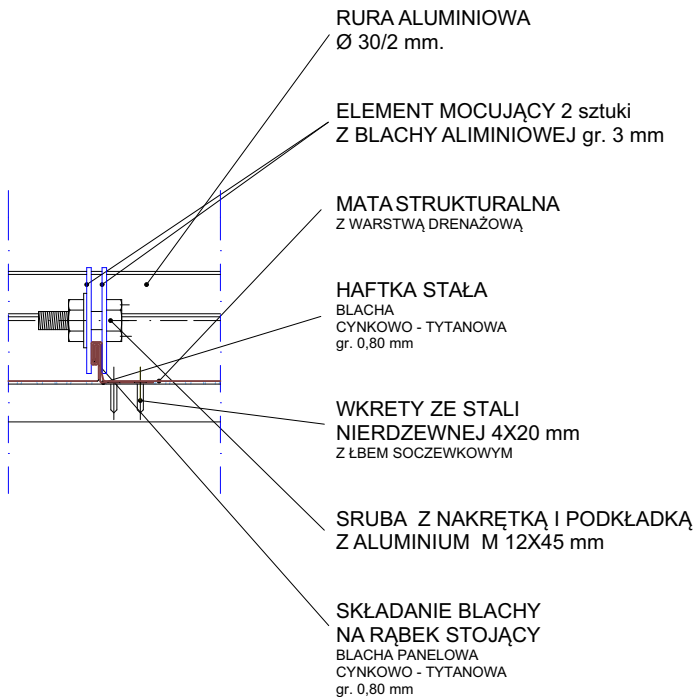 RURA ALUMINIOWA
Ø 30/2 mm.
ELEMENT MOCUJĄCY 2 sztuki
Z BLACHY ALIMINIOWEJ gr. 3 mm
MATA STRUKTURALNA
Z WARSTWĄ DRENAŻOWĄ
HAFTKA STAŁA
BLACHA
CYNKOWO - TYTANOWA
gr. 0,80 mm
WKRETY ZE STALI
NIERDZEWNEJ 4X20 mm
Z ŁBEM SOCZEWKOWYM
SRUBA Z NAKRĘTKĄ I PODKŁADKĄ
Z ALUMINIUM M 12X45 mm
SKŁADANIE BLACHY
NA RĄBEK STOJĄCY
BLACHA PANELOWA
CYNKOWO - TYTANOWA
gr. 0,80 mm